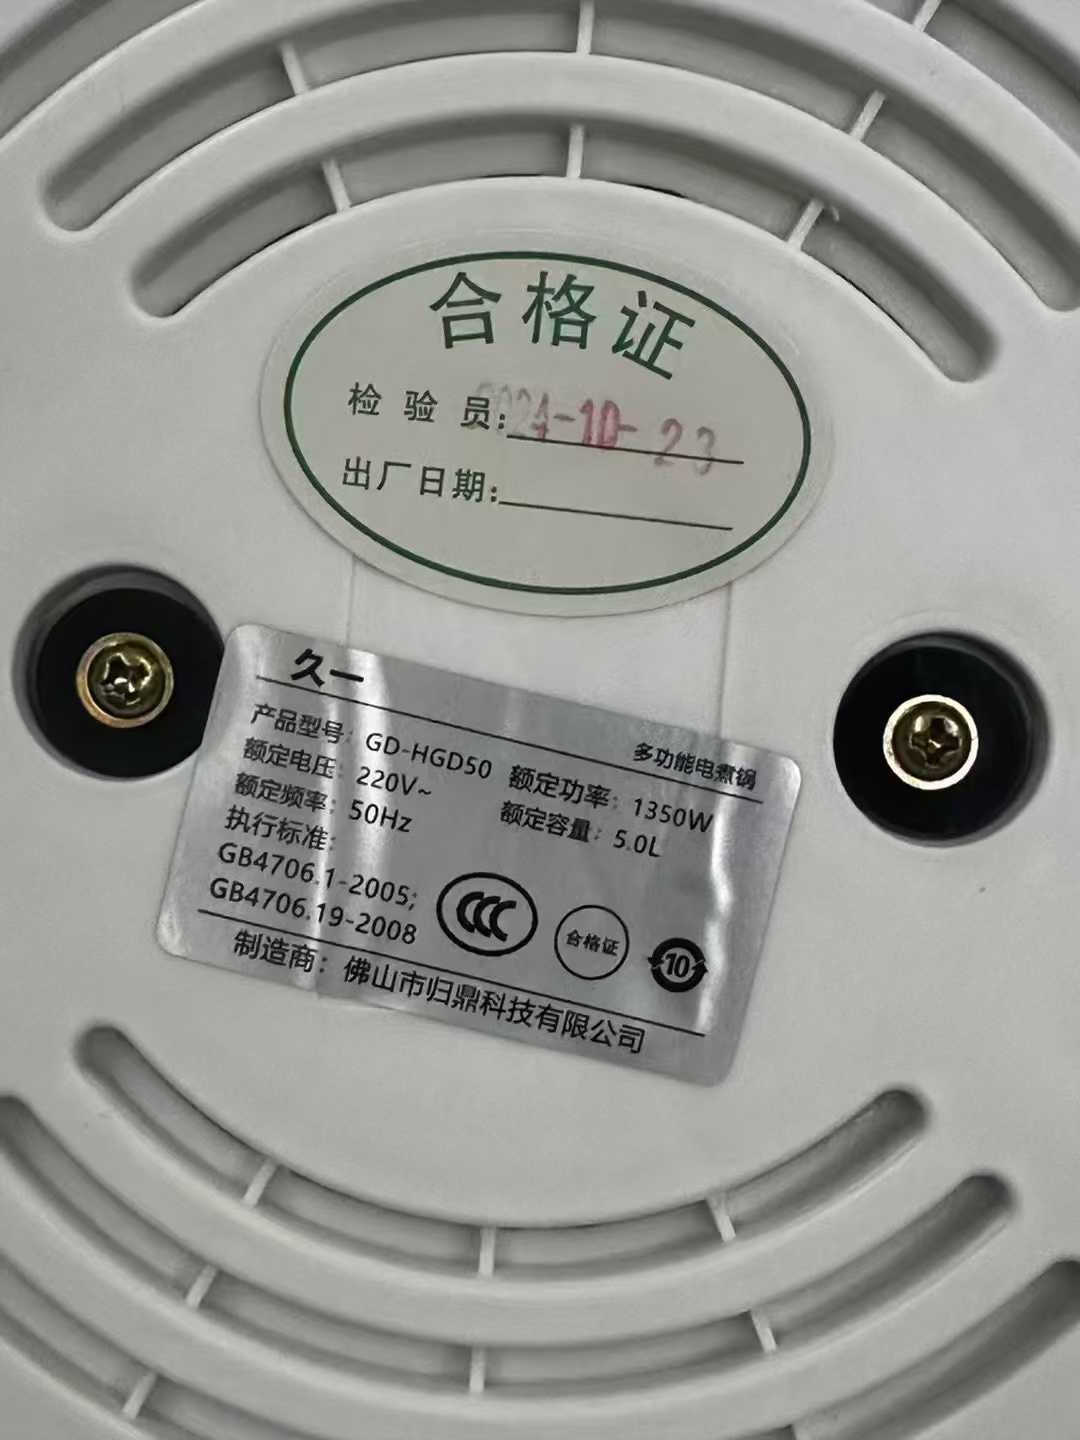 合格证
检验员: 2024-10-23
出厂日期:
久一
多功能电煮锅
产品型号: GD-HGD50
额定功率: 1350W
额定电压: 220V~
额定容量: 5.0L
额定频率: 50Hz
执行标准:
GB4706.1-2005;
GB4706.19-2008
CCC
合格证
10
制造商: 佛山市归鼎科技有限公司